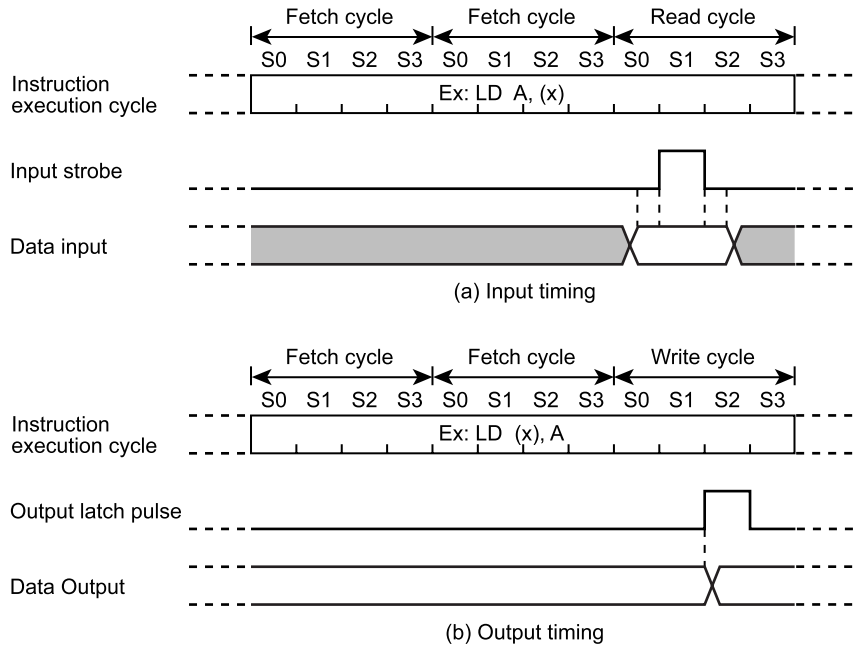 Fetch cycle Fetch cycle Read cycle
S0 S1 S2 S3 S0 S1 S2 S3 S0 S1 S2 S3
Instruction
execution cycle
Ex: LD A, (x)
Input strobe
Data input
(a) Input timing
Fetch cycle Fetch cycle Write cycle
S0 S1 S2 S3 S0 S1 S2 S3 S0 S1 S2 S3
Instruction
execution cycle
Ex: LD (x), A
Output latch pulse
Data Output
(b) Output timing